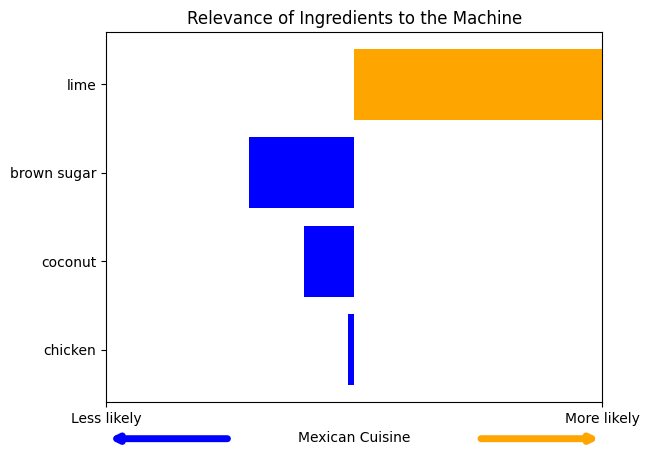 Relevance of Ingredients to the Machine
lime
brown sugar
coconut
chicken
Less likely
More likely
Mexican Cuisine